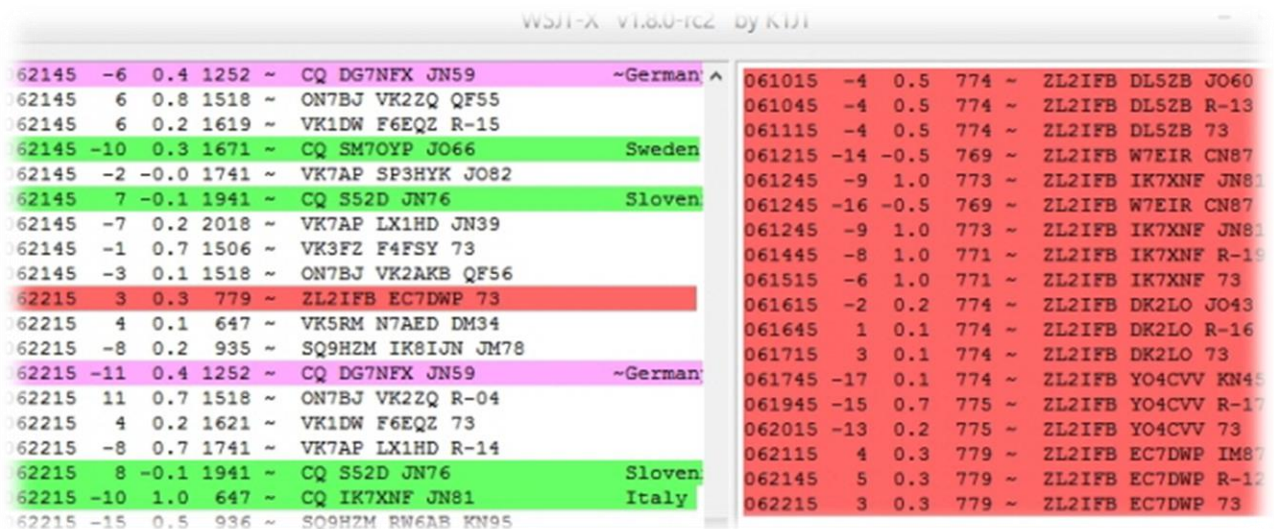 WSJT-X v1.8.0-rc2 by K1JT
062145 -6 0.4 1252 ~ CQ DG7NFX JN59 ~German
062145 6 0.8 1518 ~ ON7BJ VK2ZQ QF55
062145 6 0.2 1619 ~ VK1DW F6EQZ R-15
062145 -10 0.3 1671 ~ CQ SM7OYP JO66 Sweden
062145 -2 -0.0 1741 ~ VK7AP SP3HYK JO82
062145 7 -0.1 1941 ~ CQ S52D JN76 Sloven
062145 -7 0.2 2018 ~ VK7AP LX1HD JN39
062145 -1 0.7 1506 ~ VK3FZ F4FSY 73
062145 -3 0.1 1518 ~ ON7BJ VK2AKB QF56
062215 3 0.3 779 ~ ZL2IFB EC7DWP 73
062215 4 0.1 647 ~ VK5RM N7AED DM34
062215 -8 0.2 935 ~ SQ9HZM IK8IJN JM78
062215 -11 0.4 1252 ~ CQ DG7NFX JN59 ~German
062215 11 0.7 1518 ~ ON7BJ VK2ZQ R-04
062215 4 0.2 1621 ~ VK1DW F6EQZ 73
062215 -8 0.7 1741 ~ VK7AP LX1HD R-14
062215 8 -0.1 1941 ~ CQ S52D JN76 Sloven
062215 -10 1.0 647 ~ CQ IK7XNF JN81 Italy
062215 -15 0.5 936 ~ SQ9HZM RW6AB KN95
061015 -4 0.5 774 ~ ZL2IFB DL5ZB JO60
061045 -4 0.5 774 ~ ZL2IFB DL5ZB R-13
061115 -4 0.5 774 ~ ZL2IFB DL5ZB 73
061215 -14 -0.5 769 ~ ZL2IFB W7EIR CN87
061245 -9 1.0 773 ~ ZL2IFB IK7XNF JN81
061245 -16 -0.5 769 ~ ZL2IFB W7EIR CN87
061245 -9 1.0 773 ~ ZL2IFB IK7XNF JN81
061445 -8 1.0 771 ~ ZL2IFB IK7XNF R-19
061515 -6 1.0 771 ~ ZL2IFB IK7XNF 73
061615 -2 0.2 774 ~ ZL2IFB DK2LO JO43
061645 1 0.1 774 ~ ZL2IFB DK2LO R-16
061715 3 0.1 774 ~ ZL2IFB DK2LO 73
061745 -17 0.1 774 ~ ZL2IFB YO4CVV KN45
061945 -15 0.7 775 ~ ZL2IFB YO4CVV R-17
062015 -13 0.2 775 ~ ZL2IFB YO4CVV 73
062115 4 0.3 779 ~ ZL2IFB EC7DWP IM87
062145 5 0.3 779 ~ ZL2IFB EC7DWP R-12
062215 3 0.3 779 ~ ZL2IFB EC7DWP 73